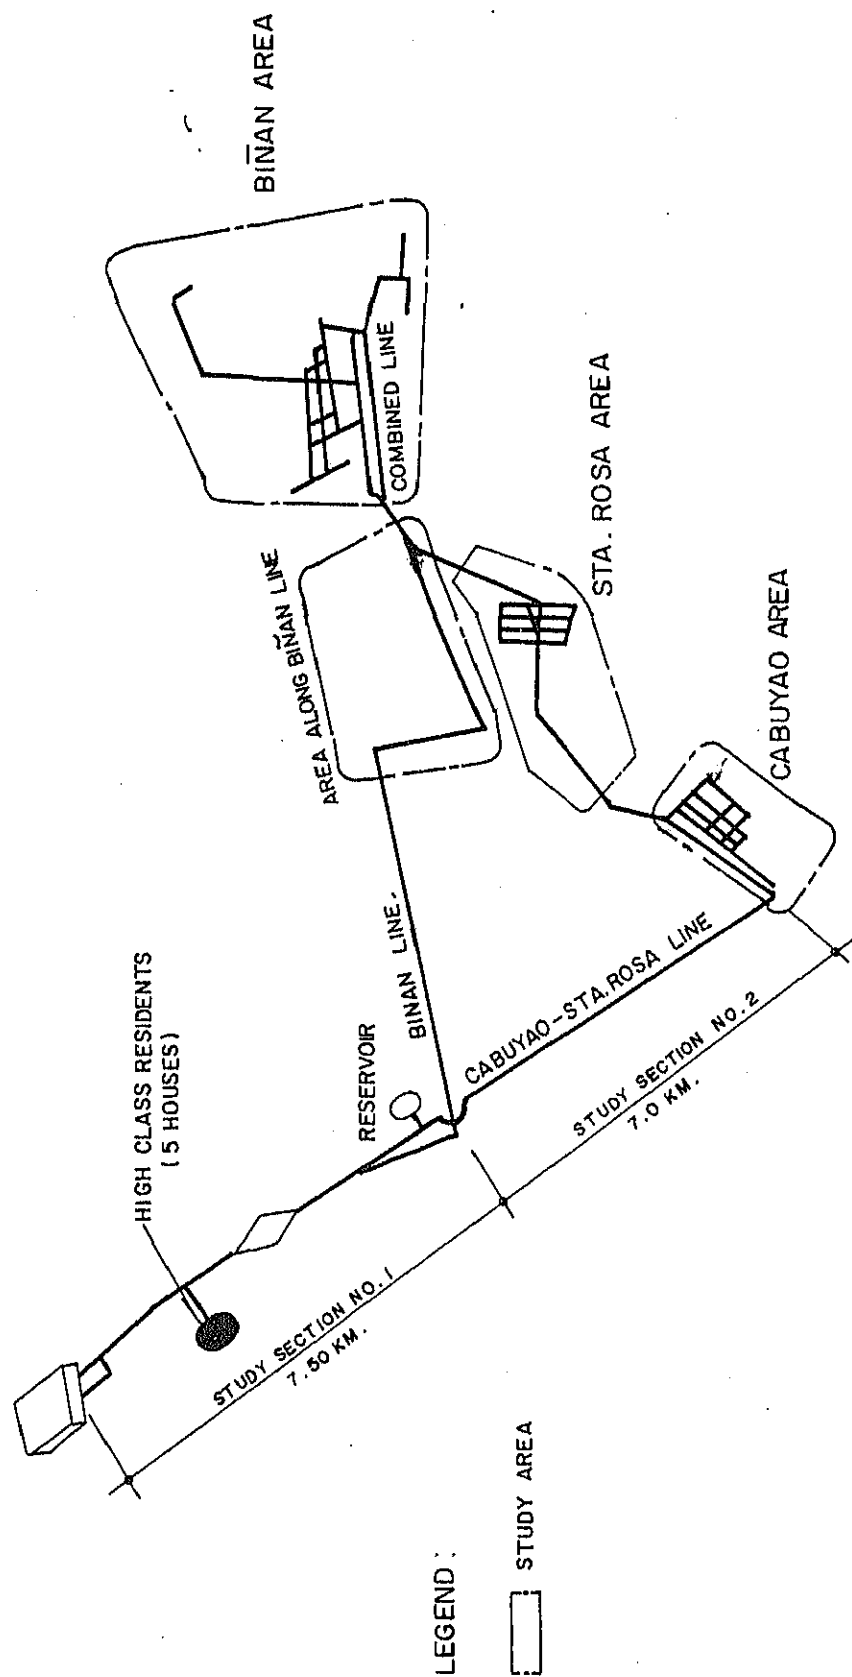 BIÑAN AREA
COMBINED LINE
AREA ALONG BIÑAN LINE
STA. ROSA AREA
CABUYAO AREA
HIGH CLASS RESIDENTS
(5 HOUSES)
RESERVOIR
BINAN LINE.
CABUYAO-STA.ROSA LINE
STUDY SECTION NO.1
7.50 KM.
STUDY SECTION NO.2
7.0 KM.
LEGEND :
STUDY AREA